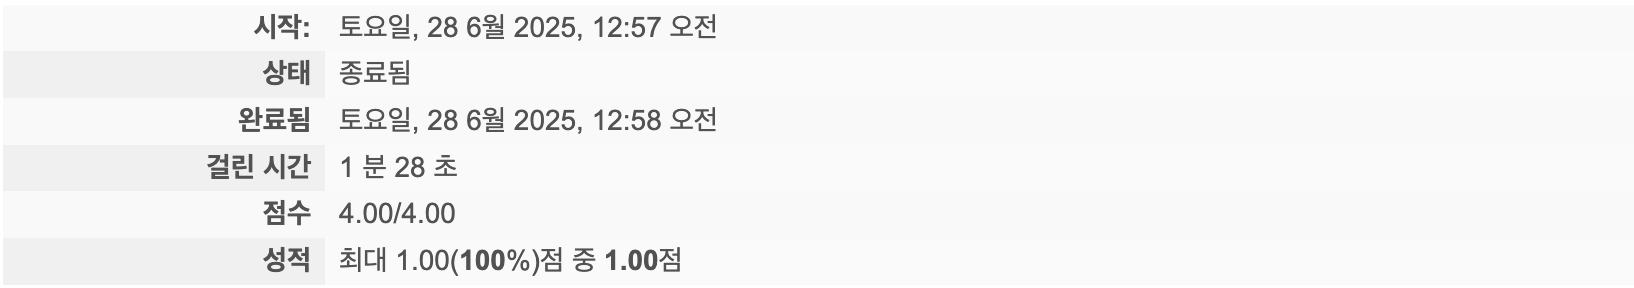 시작: 토요일, 28 6월 2025, 12:57 오전
상태 종료됨
완료됨 토요일, 28 6월 2025, 12:58 오전
걸린 시간 1 분 28 초
점수 4.00/4.00
성적 최대 1.00(100%)점 중 1.00점